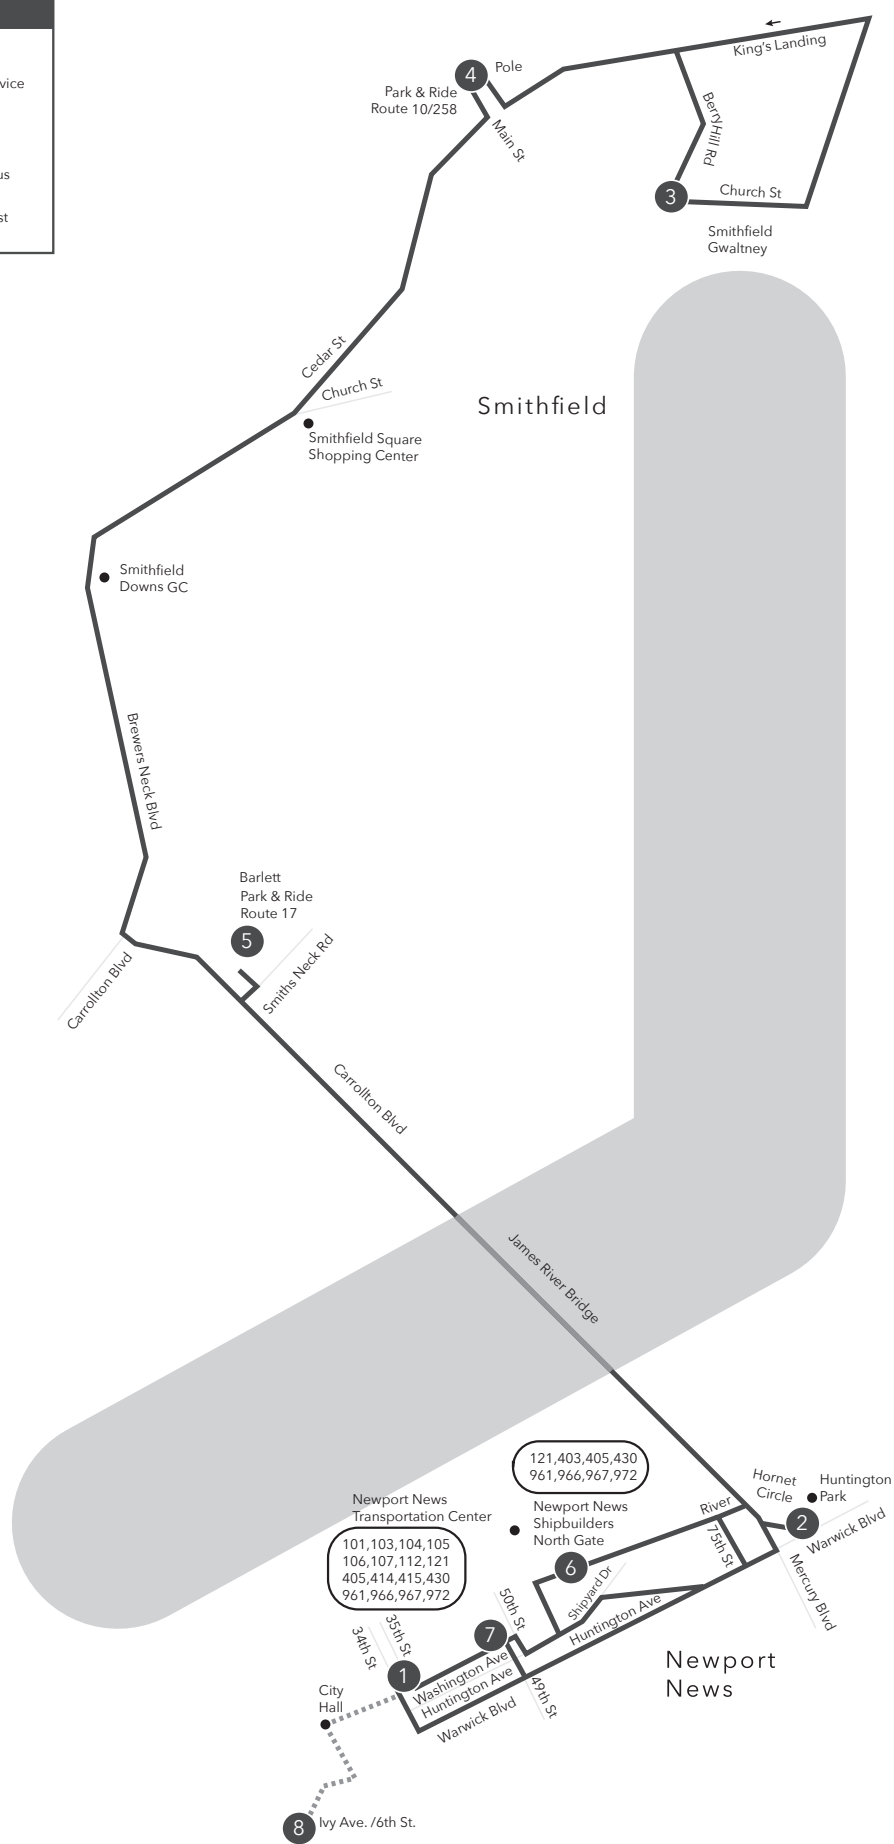 vice
us
st
King's Landing
4
Pole
Park & Ride
Route 10/258
Main St
Berry Hill Rd
3
Church St
Smithfield
Gwaltney
Cedar St
Church St
Smithfield
Smithfield Square
Shopping Center
Smithfield
Downs GC
Brewers Neck Blvd
Barlett
Park & Ride
Route 17
5
Smiths Neck Rd
Carrollton Blvd
Carrollton Blvd
James River Bridge
121,403,405,430
961,966,967,972
Hornet
Circle
Huntington
Park
2
Warwick Blvd
Mercury Blvd
River
75th St
Newport News
Transportation Center
101,103,104,105
106,107,112,121
405,414,415,430
961,966,967,972
Newport News
Shipbuilders
North Gate
6
Shipyard Dr
Huntington Ave
50th St
7
35th St
34th St
1
Washington Ave
Huntington Ave
Warwick Blvd
49th St
Newport
News
City
Hall
8
Ivy Ave. /6th St.